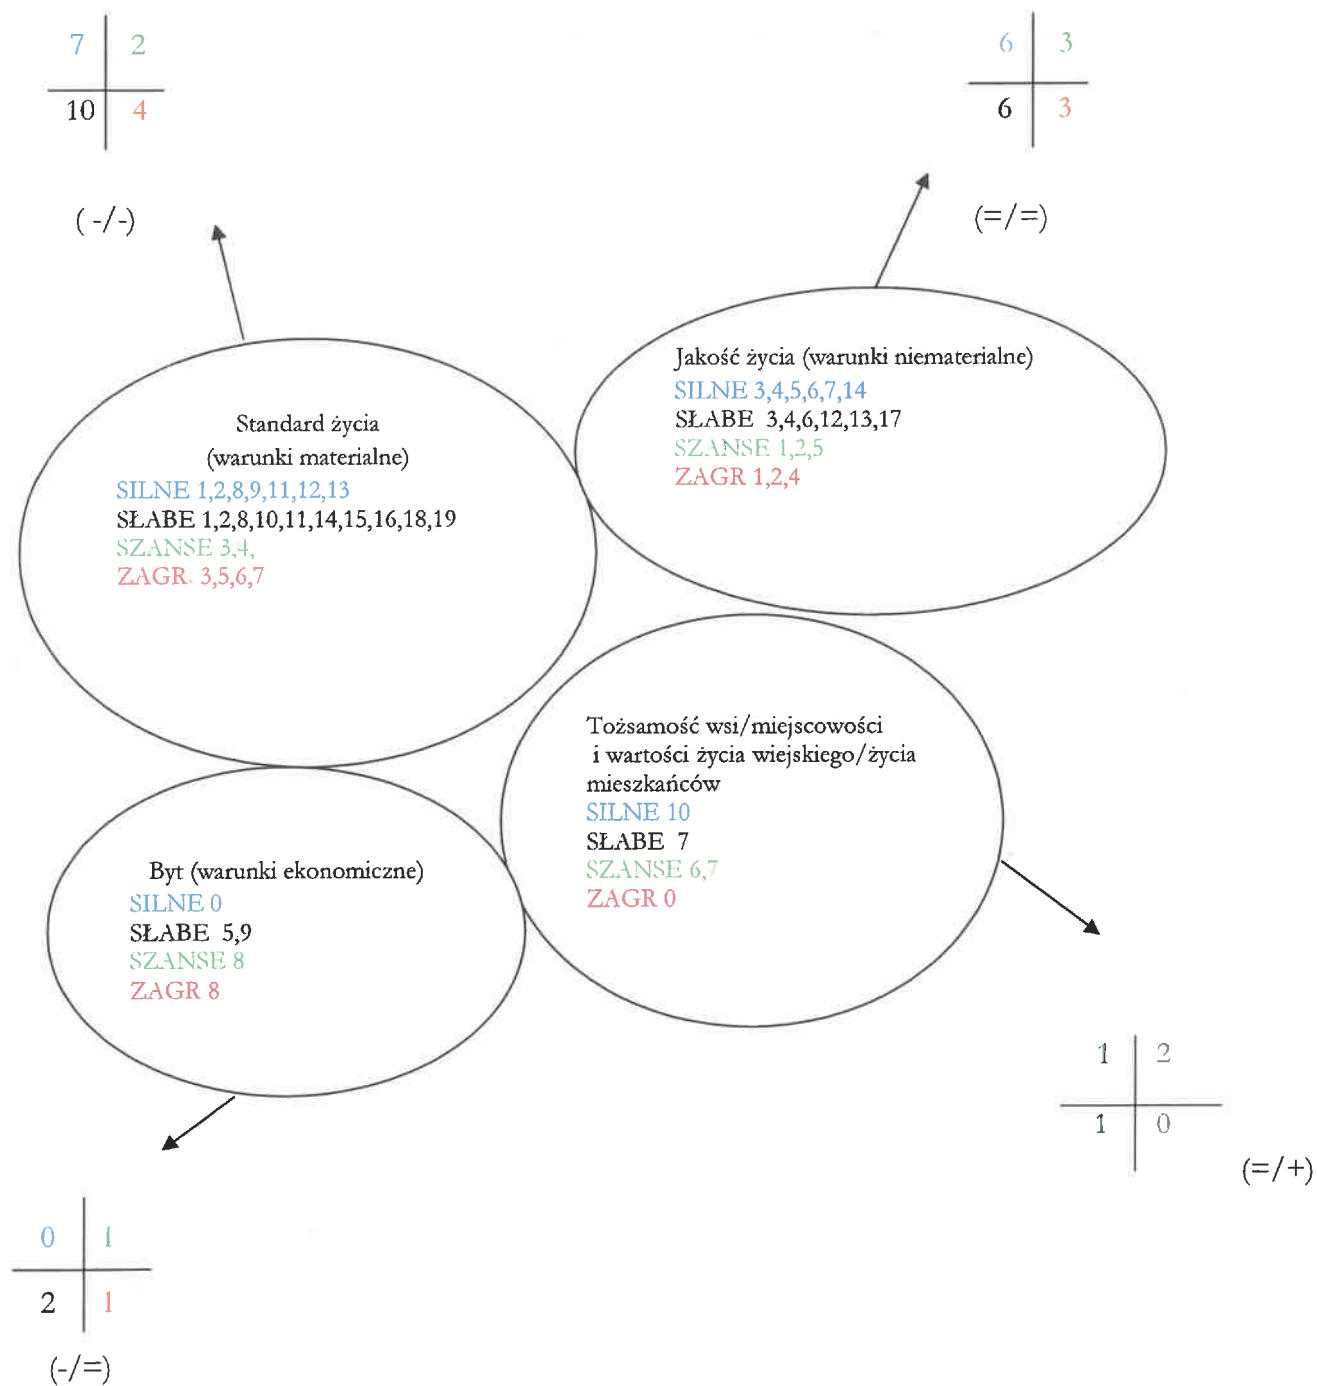 7 2
10 4
( -/-)
6 3
6 3
(=/=)
Standard życia
(warunki materialne)
SILNE 1,2,8,9,11,12,13
SŁABE 1,2,8,10,11,14,15,16,18,19
SZANSE 3,4,
ZAGR. 3,5,6,7
Jakość życia (warunki niematerialne)
SILNE 3,4,5,6,7,14
SŁABE 3,4,6,12,13,17
SZANSE 1,2,5
ZAGR 1,2,4
Tożsamość wsi/miejscowości
i wartości życia wiejskiego/życia
mieszkańców
SILNE 10
SŁABE 7
SZANSE 6,7
ZAGR 0
Byt (warunki ekonomiczne)
SILNE 0
SŁABE 5,9
SZANSE 8
ZAGR 8
1 2
1 0
(=/+)
0 1
2 1
(-/=)